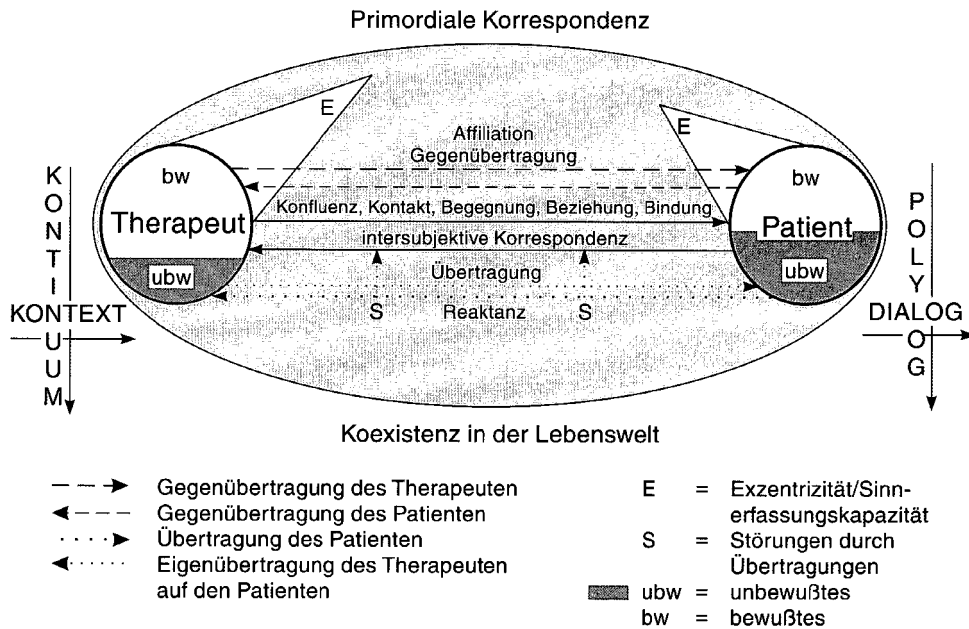 Primordiale Korrespondenz
E
E
Affiliation
Gegenübertragung
bw
bw
KONTINUUM
Therapeut
Konfluenz, Kontakt, Begegnung, Beziehung, Bindung
Patient
POLYLOG
intersubjektive Korrespondenz
ubw
Übertragung
ubw
KONTEXT
S
Reaktanz
S
DIALOG
Koexistenz in der Lebenswelt
Gegenübertragung des Therapeuten
Gegenübertragung des Patienten
Übertragung des Patienten
Eigenübertragung des Therapeuten
auf den Patienten
E = Exzentrizität/Sinn-
erfassungskapazität
S = Störungen durch
Übertragungen
ubw = unbewußtes
bw = bewußtes